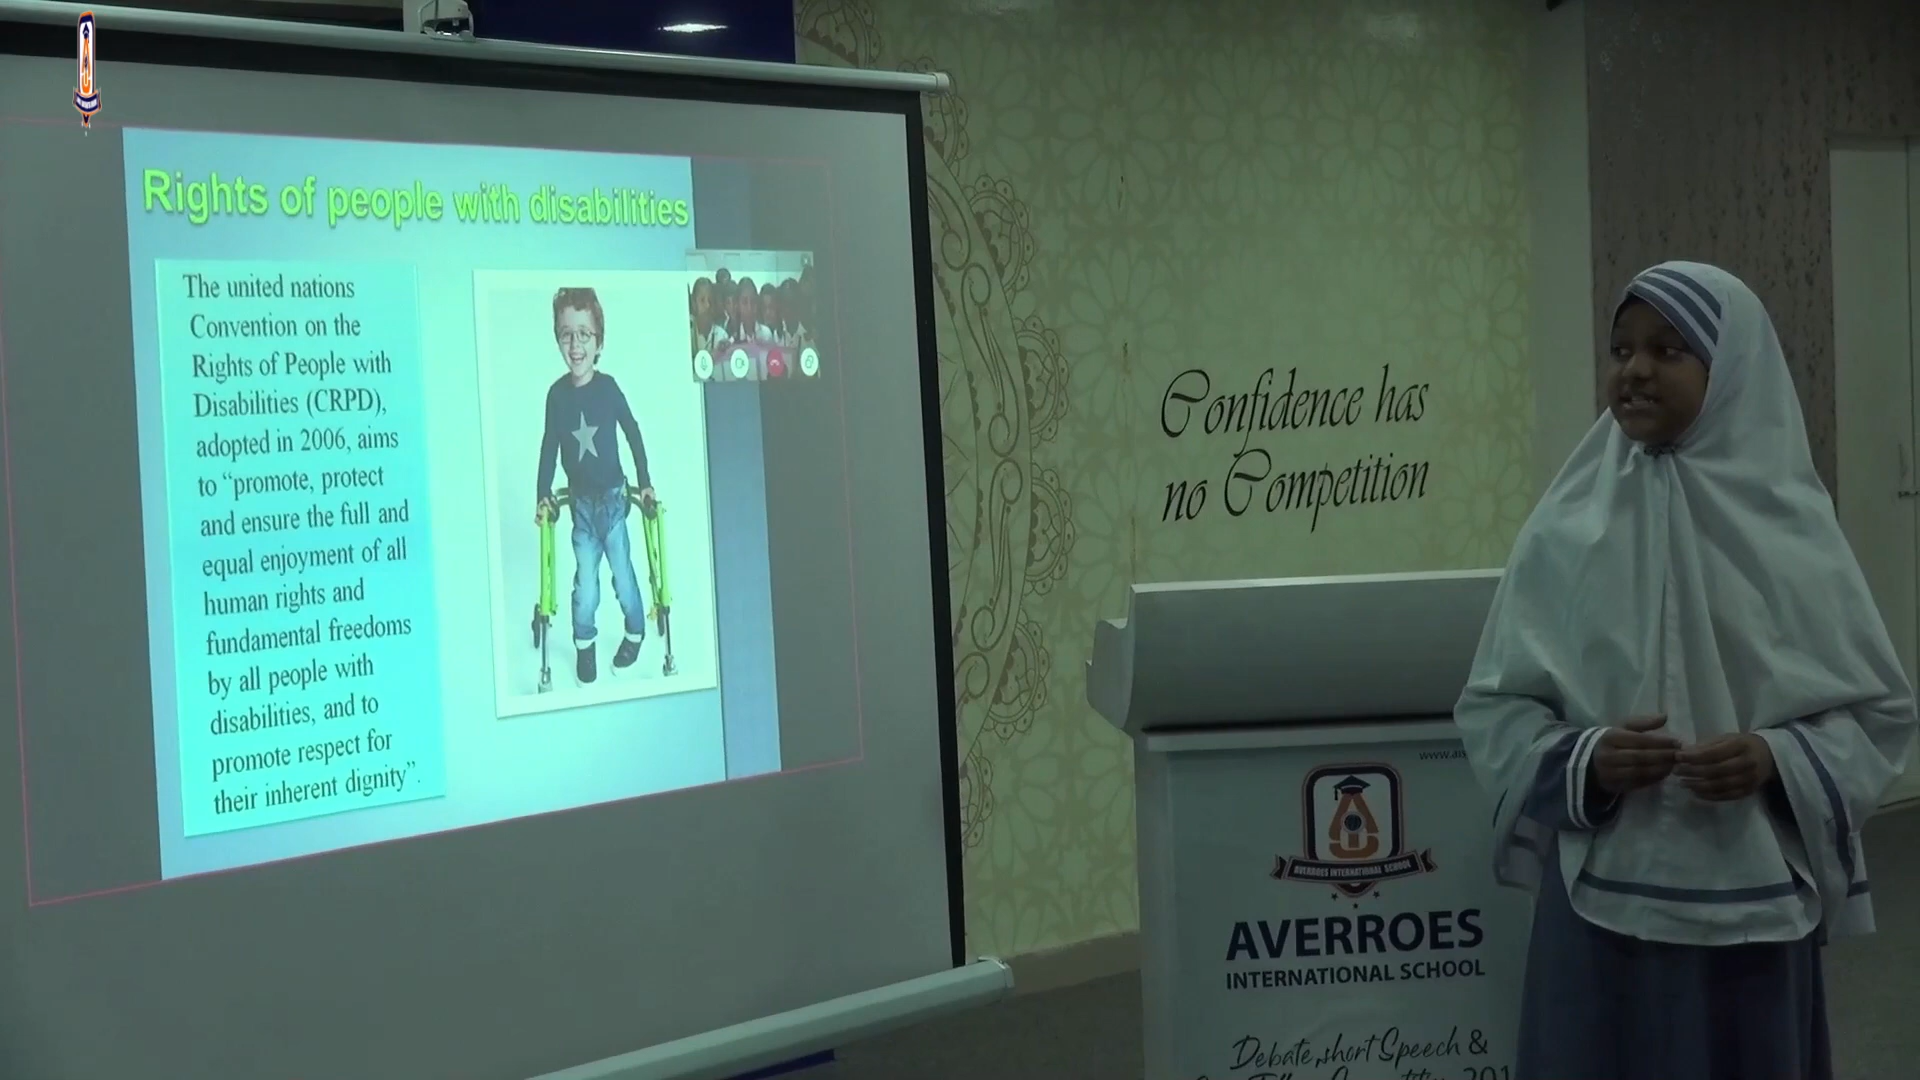 Rights of people with disabilities
The united nations
Convention on the
Rights of People with
Disabilities (CRPD),
adopted in 2006, aims
to “promote, protect
and ensure the full and
equal enjoyment of all
human rights and
fundamental freedoms
by all people with
disabilities, and to
promote respect for
their inherent dignity”.
Confidence has
no Competition
AVERROES INTERNATIONAL SCHOOL
AVERROES
INTERNATIONAL SCHOOL
Debate, short Speech &